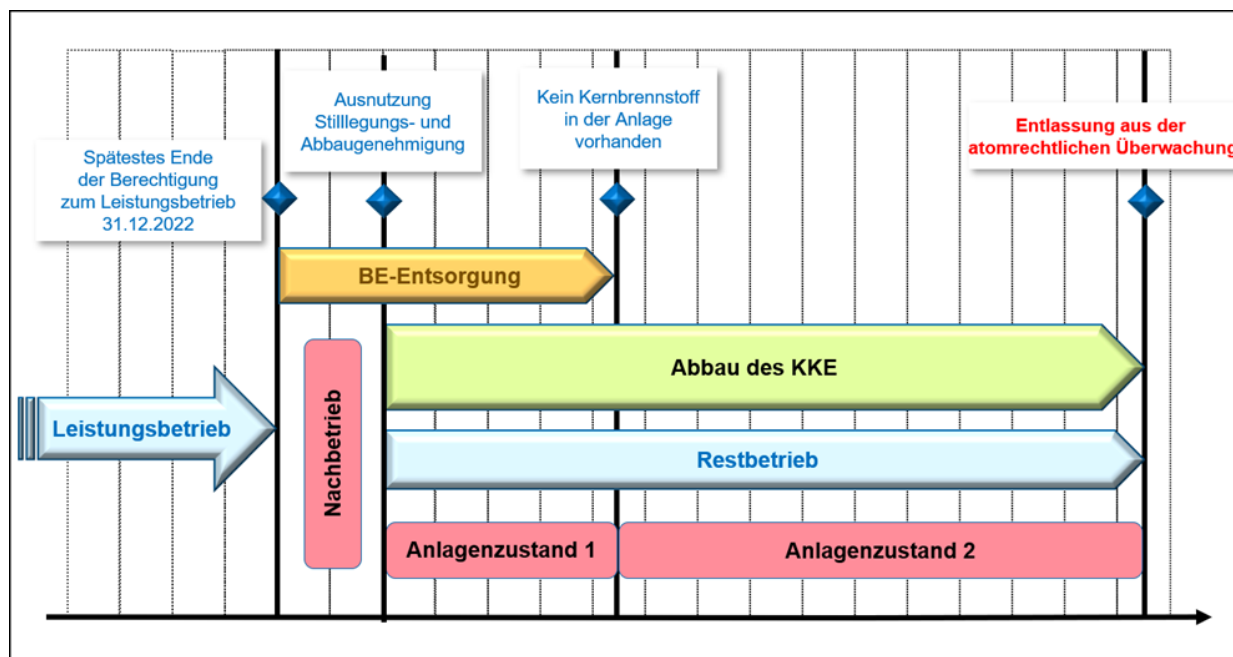 Spätestes Ende
der Berechtigung
zum Leistungsbetrieb
31.12.2022
Ausnutzung
Stilllegungs- und
Abbaugenehmigung
Kein Kernbrennstoff
in der Anlage
vorhanden
Entlassung aus der
atomrechtlichen Überwachung
BE-Entsorgung
Abbau des KKE
Leistungsbetrieb
Nachbetrieb
Restbetrieb
Anlagenzustand 1
Anlagenzustand 2